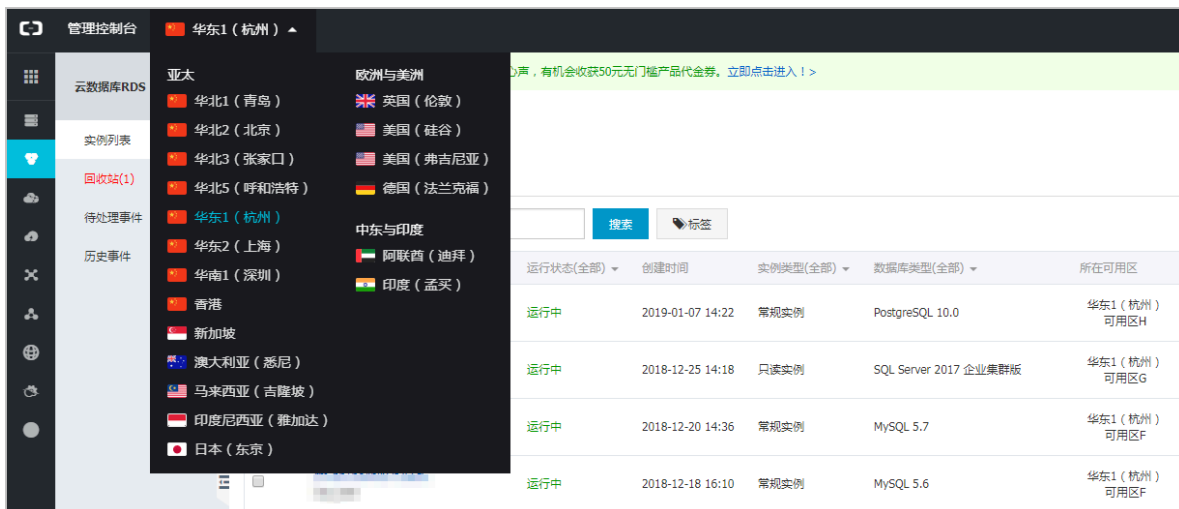 管理控制台
华东1 ( 杭州 )
亚太
华北1 ( 青岛 )
华北2 ( 北京 )
华北3 ( 张家口 )
华北5 ( 呼和浩特 )
华东1 ( 杭州 )
华东2 ( 上海 )
华南1 ( 深圳 )
香港
新加坡
澳大利亚 ( 悉尼 )
马来西亚 ( 吉隆坡 )
印度尼西亚 ( 雅加达 )
日本 ( 东京 )
欧洲与美洲
英国 ( 伦敦 )
美国 ( 硅谷 )
美国 ( 弗吉尼亚 )
德国 ( 法兰克福 )
中东与印度
阿联酋 ( 迪拜 )
印度 ( 孟买 )
云数据库RDS
实例列表
回收站(1)
待处理事件
历史事件
心声，有机会收获50元无门槛产品代金券。立即点击进入！>
搜索
标签
运行状态(全部) 创建时间 实例类型(全部) 数据库类型(全部) 所在可用区
运行中 2019-01-07 14:22 常规实例 PostgreSQL 10.0 华东1 ( 杭州 )
可用区H
运行中 2018-12-25 14:18 只读实例 SQL Server 2017 企业集群版 华东1 ( 杭州 )
可用区G
运行中 2018-12-20 14:36 常规实例 MySQL 5.7 华东1 ( 杭州 )
可用区F
运行中 2018-12-18 16:10 常规实例 MySQL 5.6 华东1 ( 杭州 )
可用区F